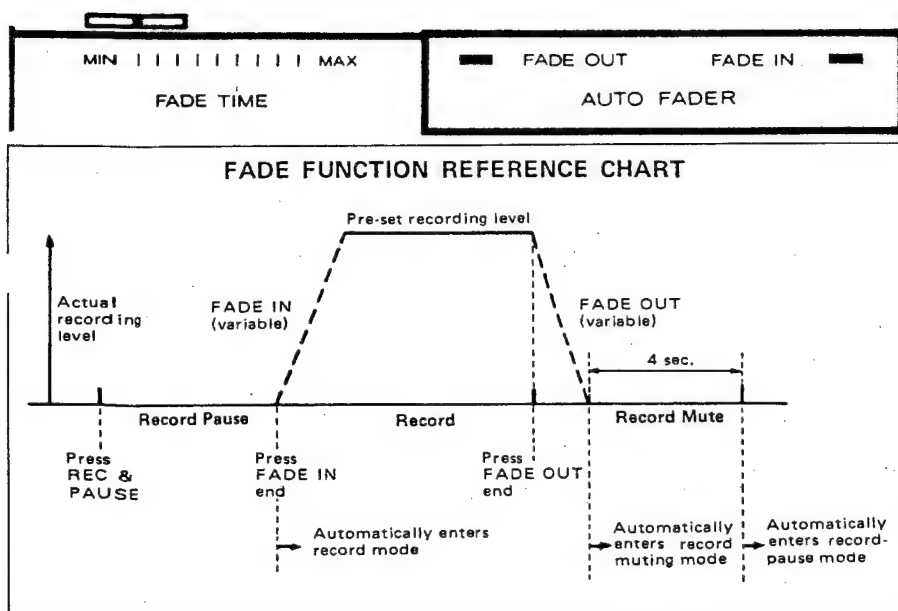 MIN MAX
FADE TIME
FADE OUT FADE IN
AUTO FADER
FADE FUNCTION REFERENCE CHART
Pre-set recording level
Actual
recording
level
FADE IN
(variable)
FADE OUT
(variable)
4 sec.
Record Pause
Record
Record Mute
Press
REC &
PAUSE
Press
FADE IN
end
Press
FADE OUT
end
Automatically enters
record mode
Automatically
enters record
muting mode
Automatically
enters record-
pause mode